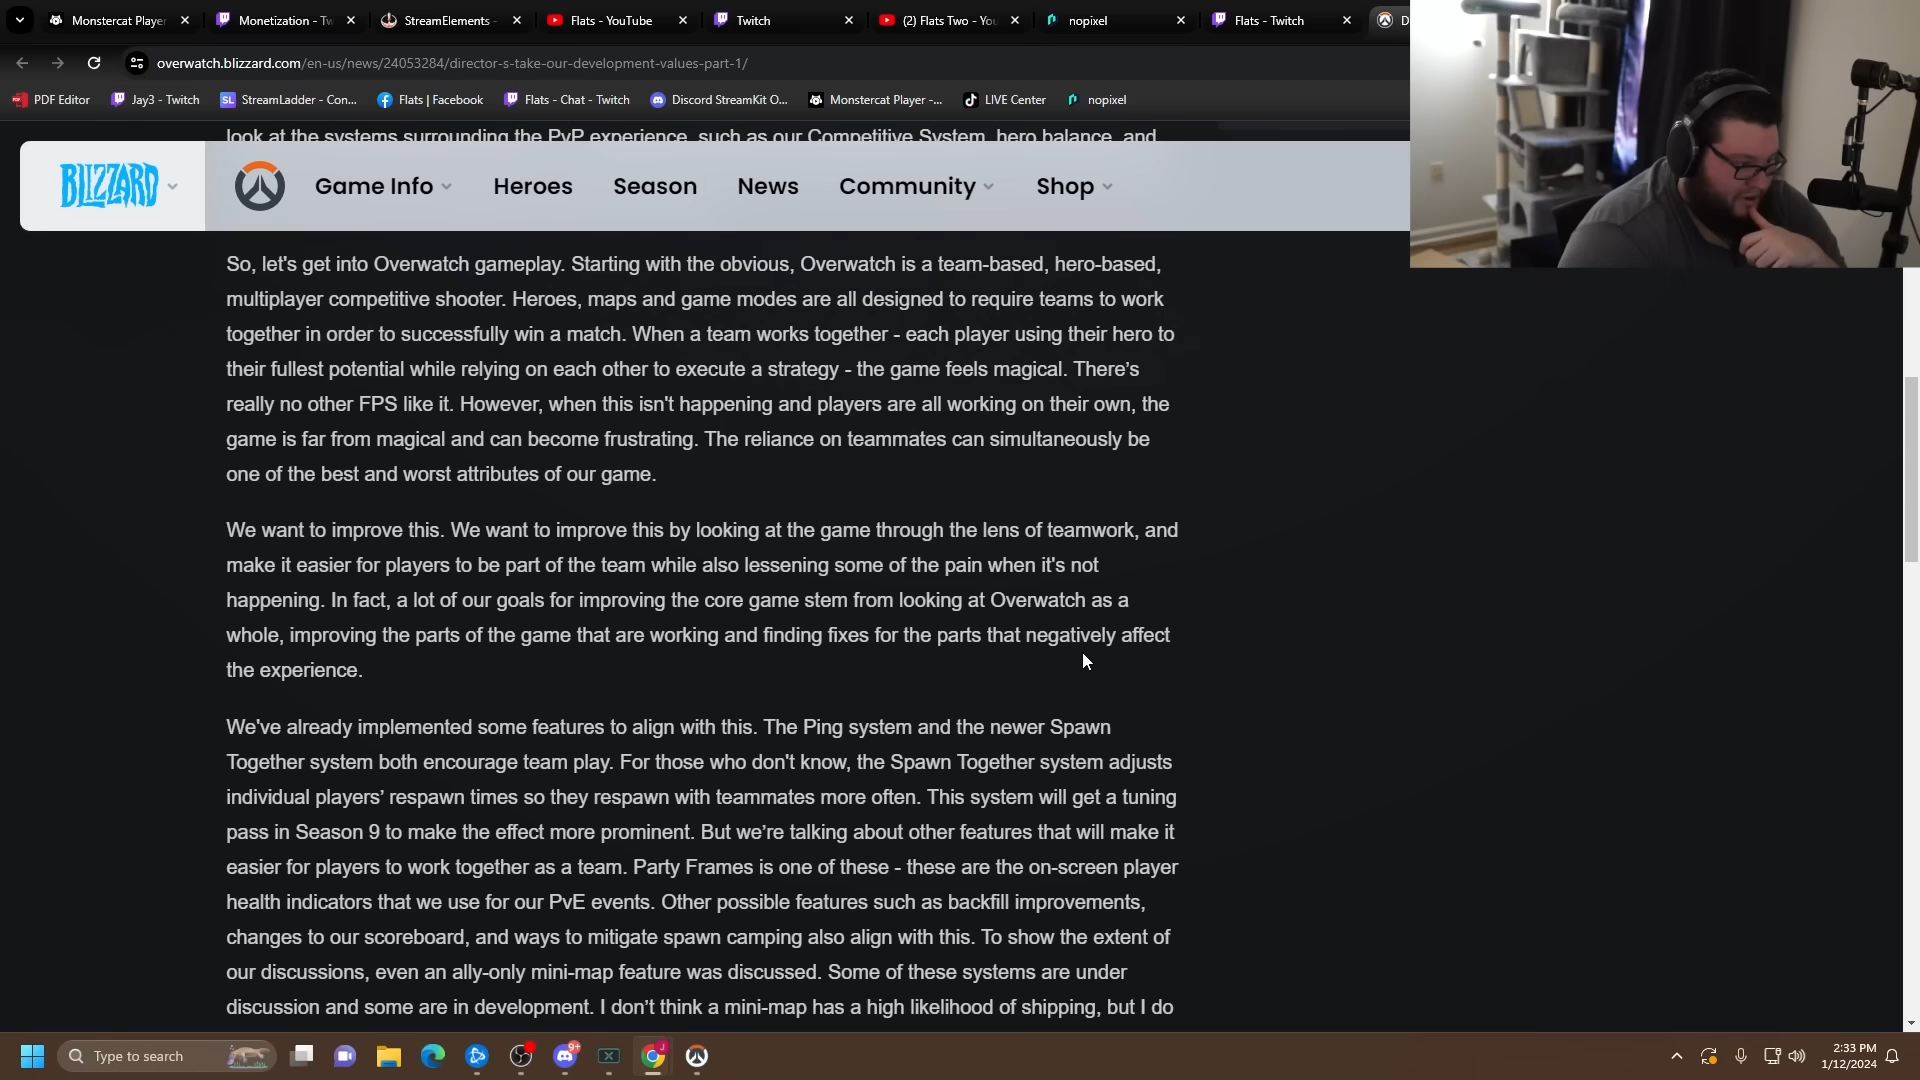 Monstercat Player
Monetization - Tw
StreamElements -
Flats - YouTube
Twitch
(2) Flats Two - You
nopixel
Flats - Twitch
D
overwatch.blizzard.com/en-us/news/24053284/director-s-take-our-development-values-part-1/
PDF Editor
Jay3 - Twitch
SL
StreamLadder - Con...
Flats | Facebook
Flats - Chat - Twitch
Discord StreamKit O...
Monstercat Player -...
LIVE Center
nopixel
look at the systems surrounding the PvP experience, such as our Competitive System, hero balance, and
BLIZZARD
Game Info
Heroes
Season
News
Community
Shop
So, let's get into Overwatch gameplay. Starting with the obvious, Overwatch is a team-based, hero-based,
multiplayer competitive shooter. Heroes, maps and game modes are all designed to require teams to work
together in order to successfully win a match. When a team works together - each player using their hero to
their fullest potential while relying on each other to execute a strategy - the game feels magical. There’s
really no other FPS like it. However, when this isn't happening and players are all working on their own, the
game is far from magical and can become frustrating. The reliance on teammates can simultaneously be
one of the best and worst attributes of our game.
We want to improve this. We want to improve this by looking at the game through the lens of teamwork, and
make it easier for players to be part of the team while also lessening some of the pain when it's not
happening. In fact, a lot of our goals for improving the core game stem from looking at Overwatch as a
whole, improving the parts of the game that are working and finding fixes for the parts that negatively affect
the experience.
We've already implemented some features to align with this. The Ping system and the newer Spawn
Together system both encourage team play. For those who don't know, the Spawn Together system adjusts
individual players’ respawn times so they respawn with teammates more often. This system will get a tuning
pass in Season 9 to make the effect more prominent. But we’re talking about other features that will make it
easier for players to work together as a team. Party Frames is one of these - these are the on-screen player
health indicators that we use for our PvE events. Other possible features such as backfill improvements,
changes to our scoreboard, and ways to mitigate spawn camping also align with this. To show the extent of
our discussions, even an ally-only mini-map feature was discussed. Some of these systems are under
discussion and some are in development. I don’t think a mini-map has a high likelihood of shipping, but I do
Type to search
9+
J
2:33 PM
1/12/2024